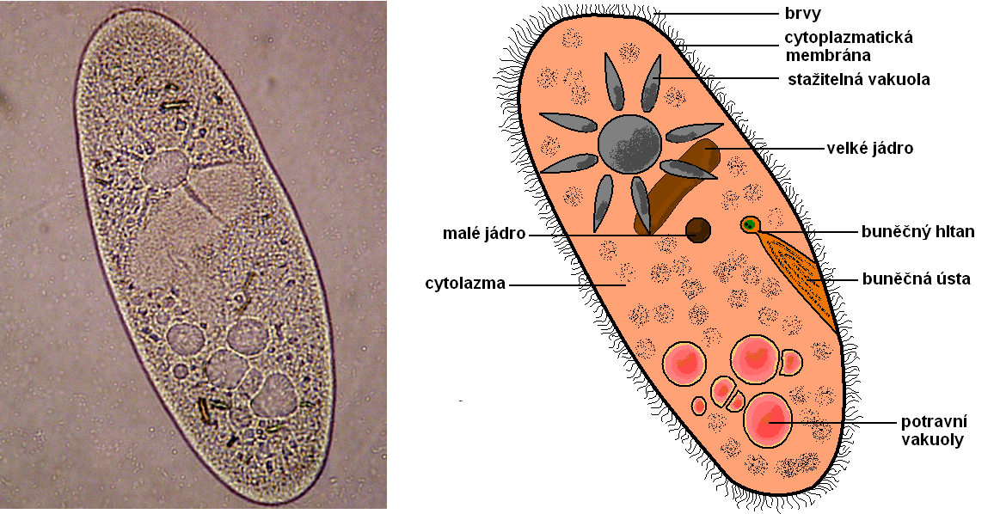 brvy
cytoplazmatická
membrána
stažitelná vakuola
velké jádro
malé jádro
buněčný hltan
cytolazma
buněčná ústa
potravní
vakuoly